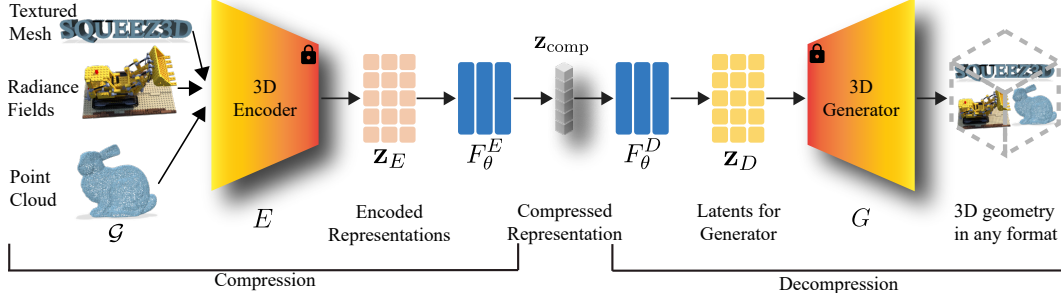 Textured
Mesh
SQUEEZ3D
Radiance
Fields
Point
Cloud
𝒢
3D
Encoder
E
z_E
Encoded
Representations
F_θ^E
z_comp
Compressed
Representation
F_θ^D
z_D
Latents for
Generator
3D
Generator
G
SQUEEZ3D
3D geometry
in any format
Compression
Decompression